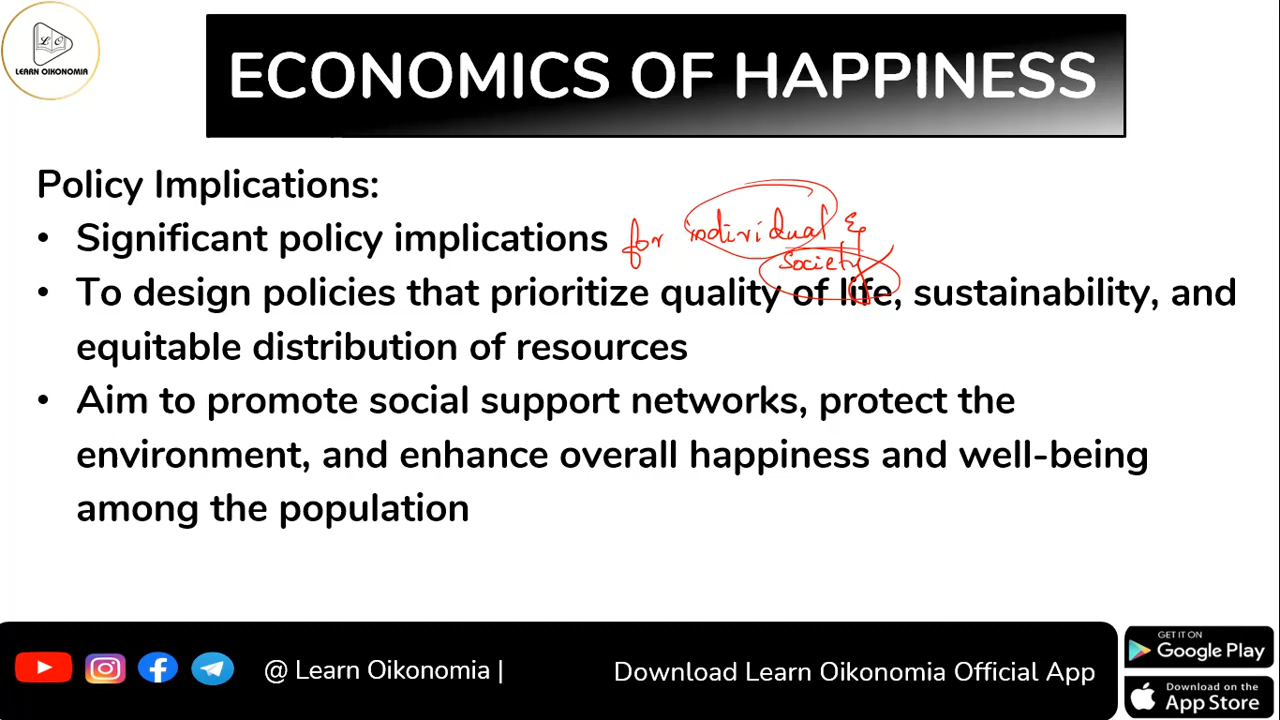 LO
LEARN OIKONOMIA
ECONOMICS OF HAPPINESS
Policy Implications:
• Significant policy implications for individual &
society
• To design policies that prioritize quality of life, sustainability, and
equitable distribution of resources
• Aim to promote social support networks, protect the
environment, and enhance overall happiness and well-being
among the population
@ Learn Oikonomia |
Download Learn Oikonomia Official App
GET IT ON
Google Play
Download on the
App Store